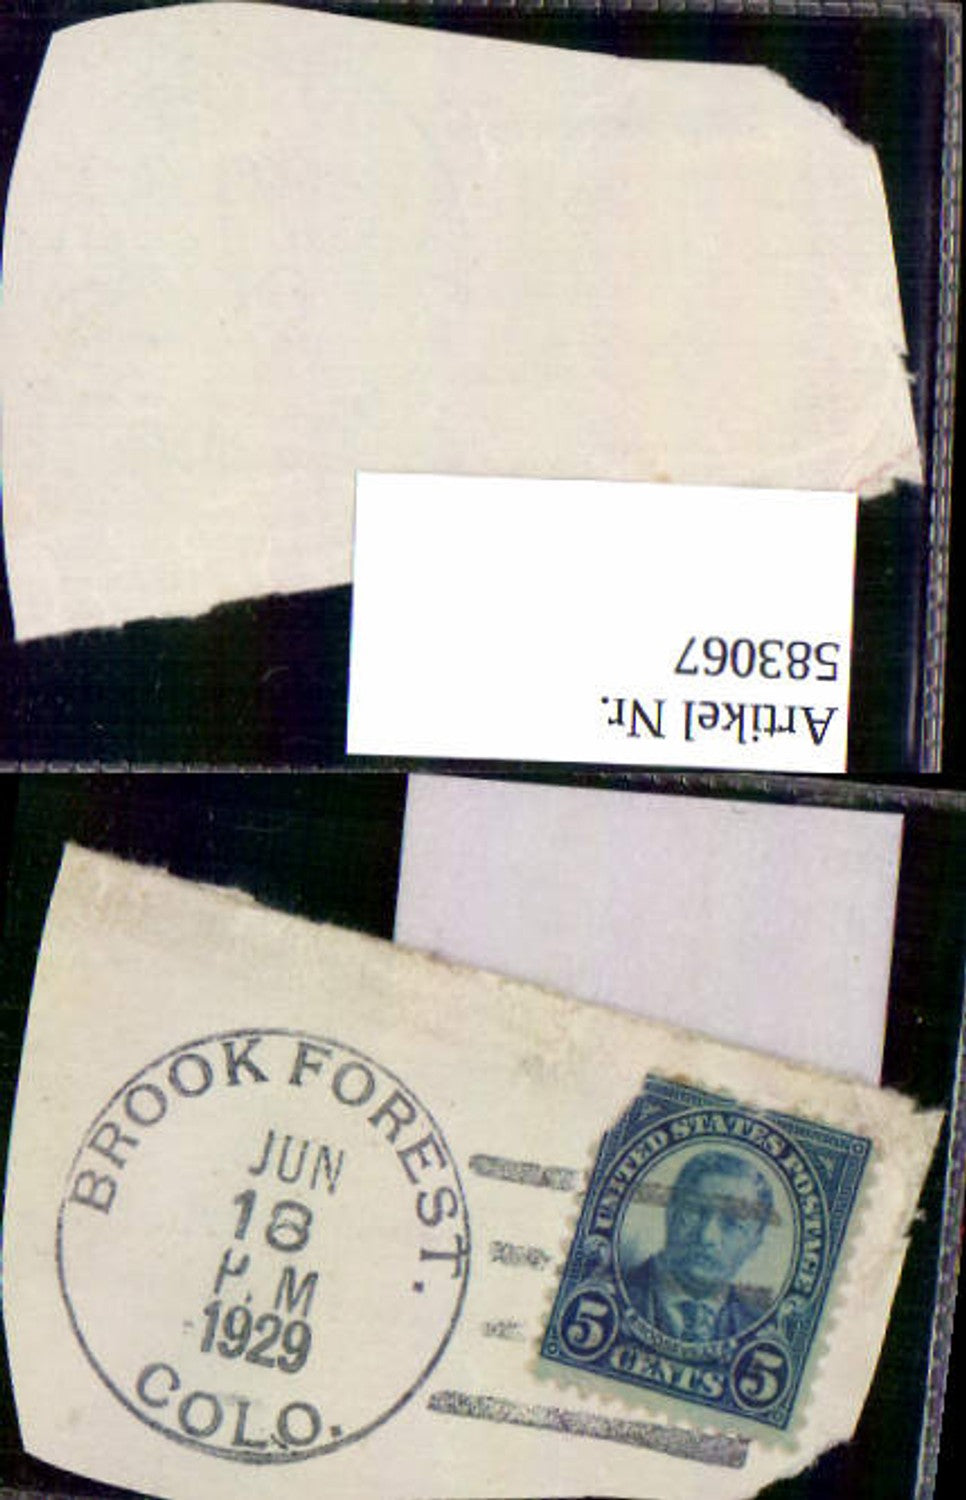 Artikel Nr.
583067
BROOK FOREST.
JUN
18
P.M
1929
COLO.
UNITED STATES POSTAGE
ROOSEVELT
5 CENTS 5